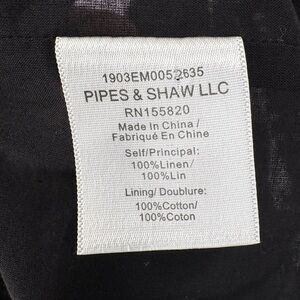 1903EM0052635
PIPES & SHAW LLC
RN155820
Made In China /
Fabriqué En Chine
Self/Principal:
100%Linen/
100%Lin
Lining/ Doublure:
100%Cotton/
100%Coton